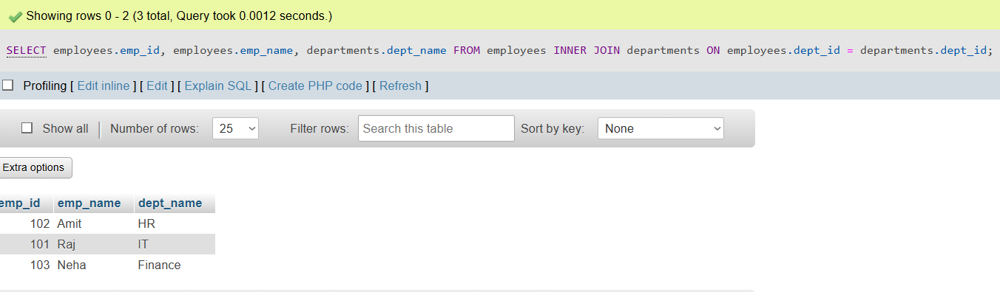 Showing rows 0 - 2 (3 total, Query took 0.0012 seconds.)
SELECT employees.emp_id, employees.emp_name, departments.dept_name FROM employees INNER JOIN departments ON employees.dept_id = departments.dept_id;
Profiling [ Edit inline ] [ Edit ] [ Explain SQL ] [ Create PHP code ] [ Refresh ]
Show all Number of rows: 25 Filter rows: Search this table Sort by key: None
Extra options
emp_id emp_name dept_name
102 Amit HR
101 Raj IT
103 Neha Finance